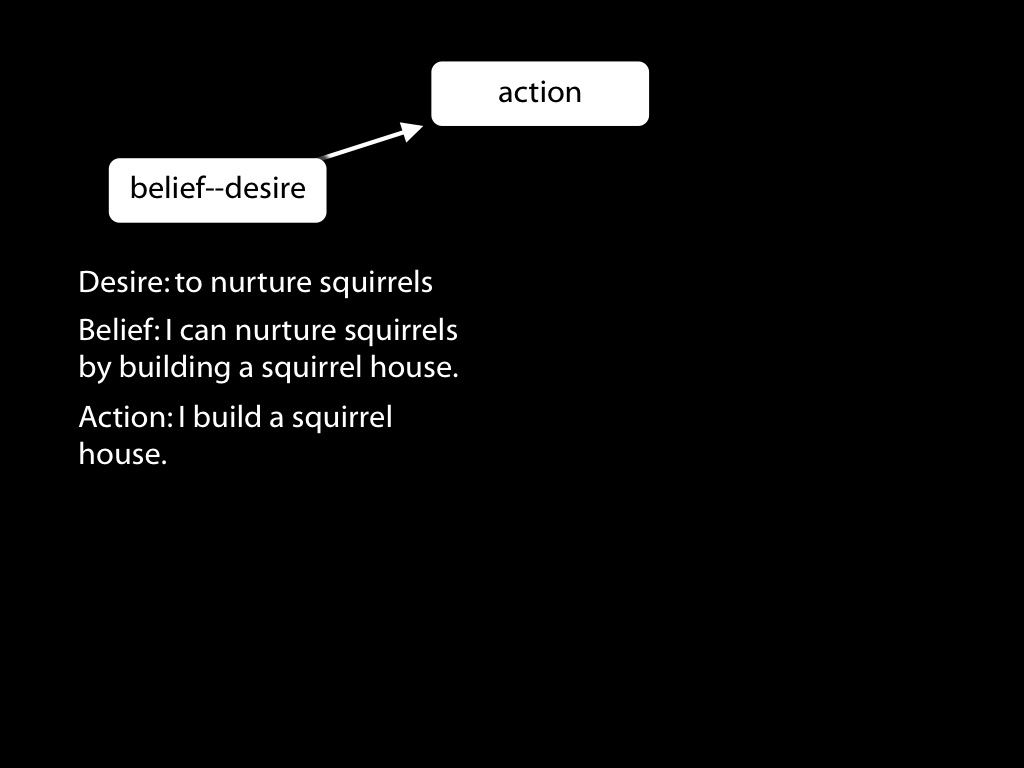 action
belief--desire
Desire: to nurture squirrels
Belief: I can nurture squirrels
by building a squirrel house.
Action: I build a squirrel
house.